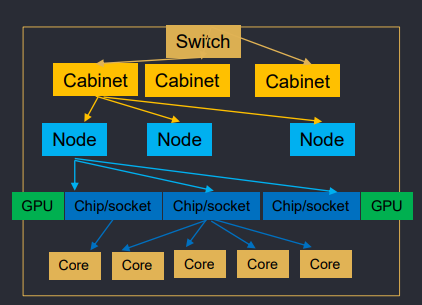 Switch
Cabinet Cabinet Cabinet
Node Node Node
GPU Chip/socket Chip/socket Chip/socket GPU
Core Core Core Core Core